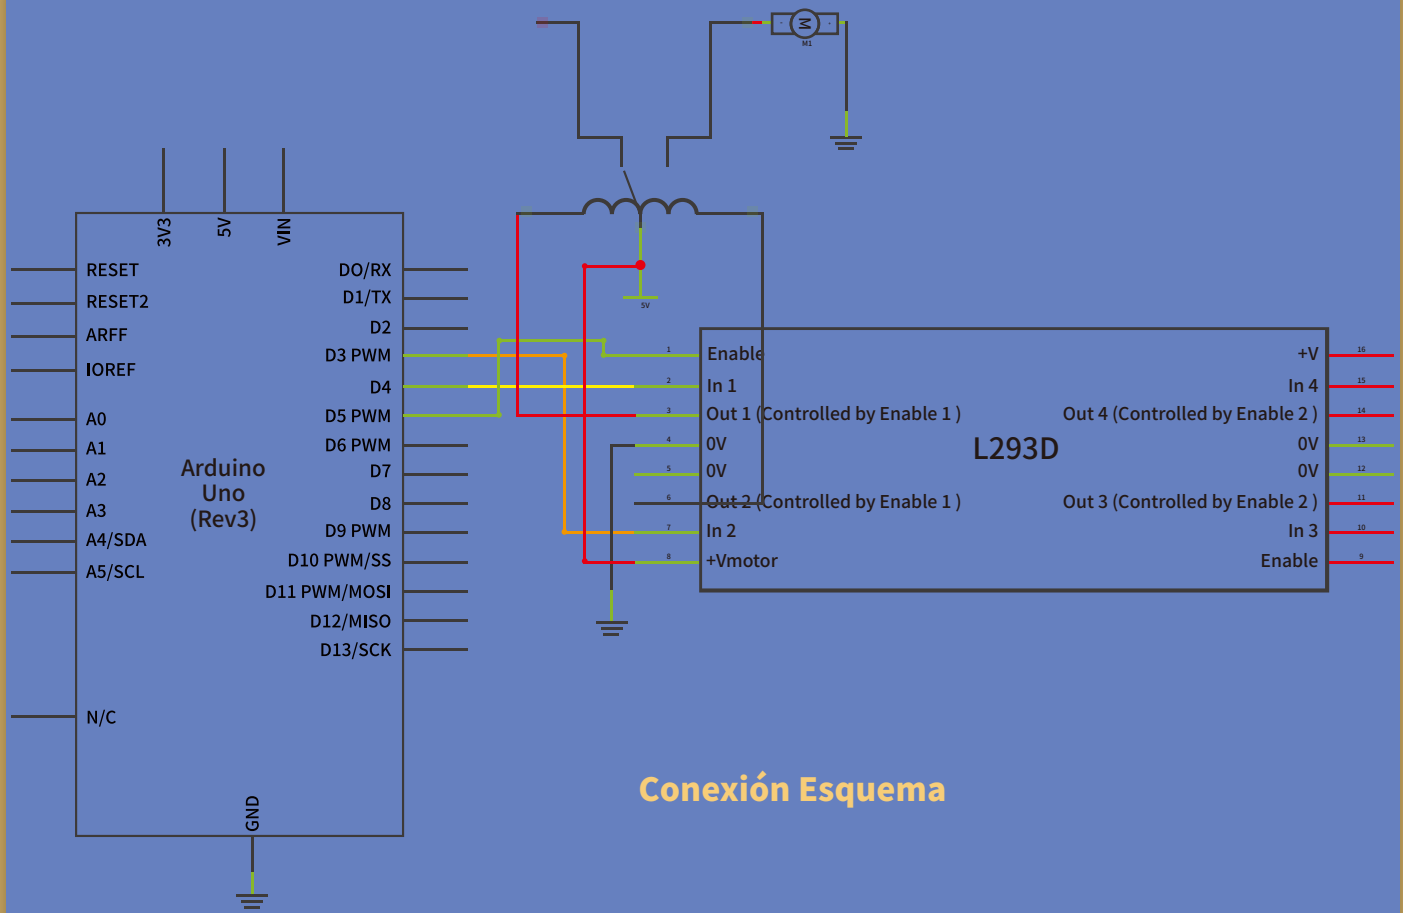 M
M1
3V3
5V
VIN
RESET
RESET2
ARFF
IOREF
A0
A1
A2
A3
A4/SDA
A5/SCL
N/C
GND
Arduino
Uno
(Rev3)
DO/RX
D1/TX
D2
D3 PWM
D4
D5 PWM
D6 PWM
D7
D8
D9 PWM
D10 PWM/SS
D11 PWM/MOSI
D12/MISO
D13/SCK
5V
1 Enable
2 In 1
3 Out 1 (Controlled by Enable 1 )
4 0V
5 0V
6 Out 2 (Controlled by Enable 1 )
7 In 2
8 +Vmotor
L293D
+V 16
In 4 15
Out 4 (Controlled by Enable 2 ) 14
0V 13
0V 12
Out 3 (Controlled by Enable 2 ) 11
In 3 10
Enable 9
Conexión Esquema